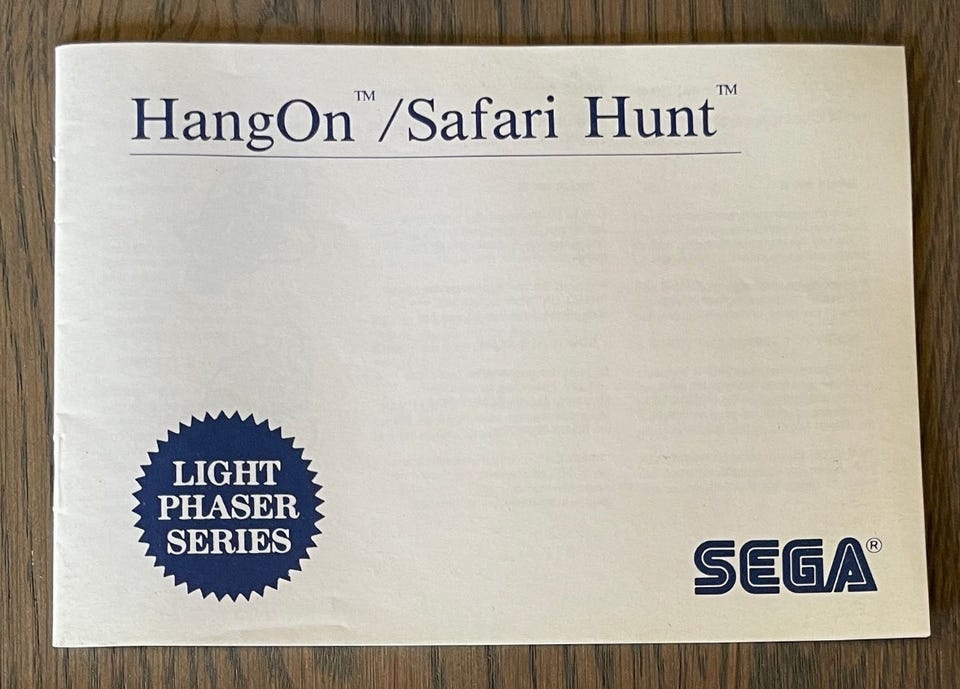 HangOn™/Safari Hunt™
LIGHT
PHASER
SERIES
SEGA®